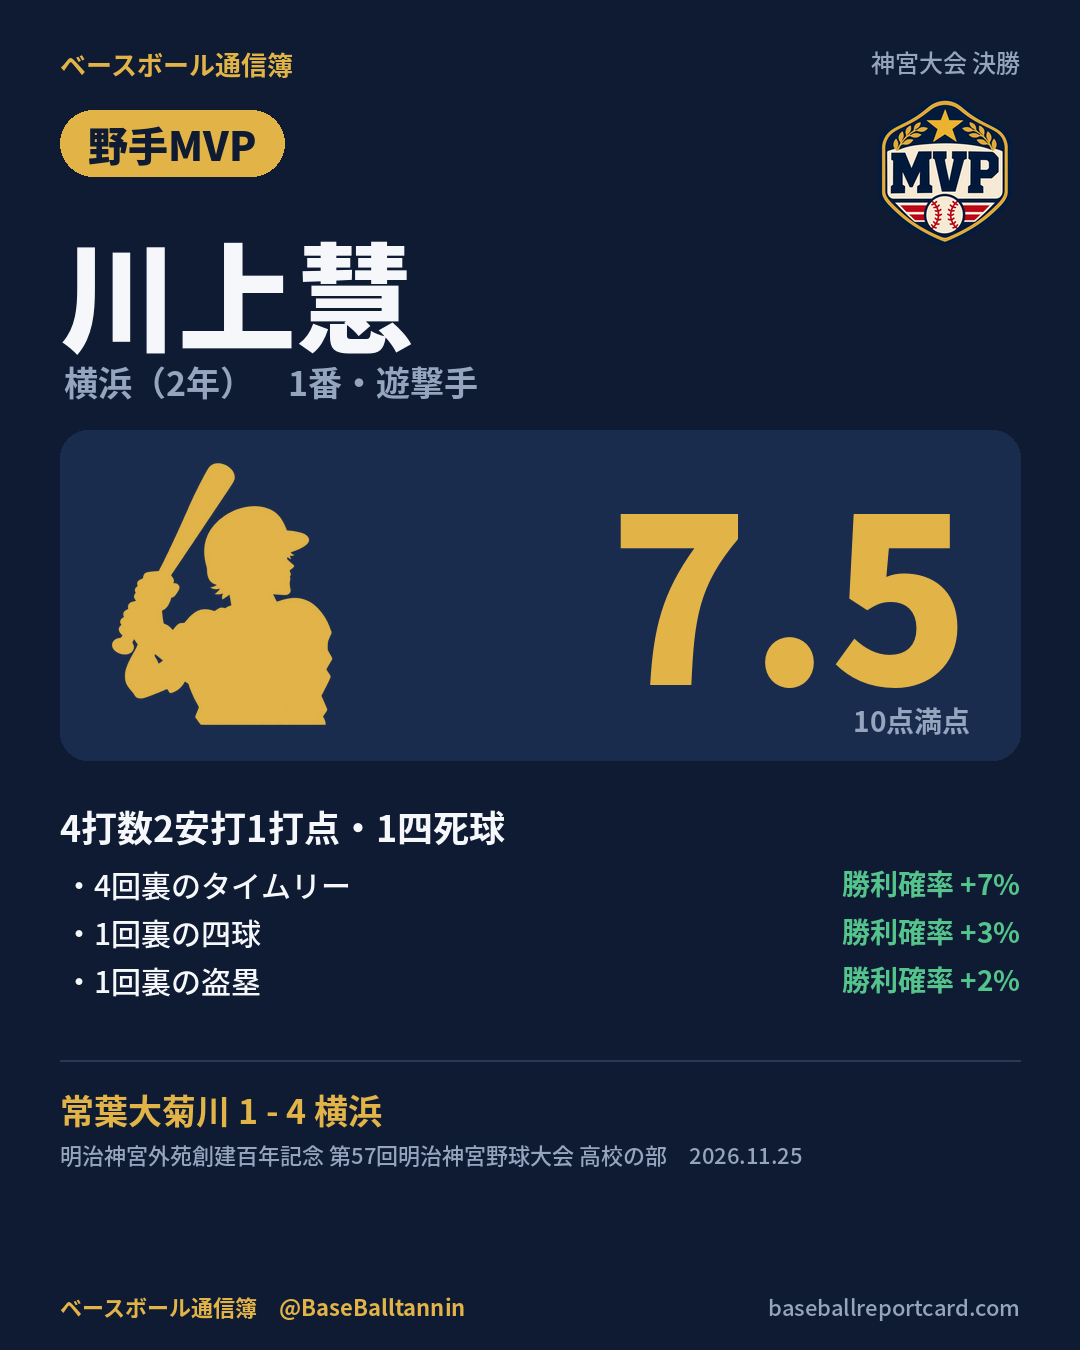 ベースボール通信簿
神宮大会 決勝
野手MVP
MVP
川上慧
横浜（2年）　1番・遊撃手
7.5
10点満点
4打数2安打1打点・1四死球
・4回裏のタイムリー　勝利確率 +7%
・1回裏の四球　勝利確率 +3%
・1回裏の盗塁　勝利確率 +2%
常葉大菊川 1 - 4 横浜
明治神宮外苑創建百年記念 第57回明治神宮野球大会 高校の部　2026.11.25
ベースボール通信簿　@BaseBalltannin
baseballreportcard.com